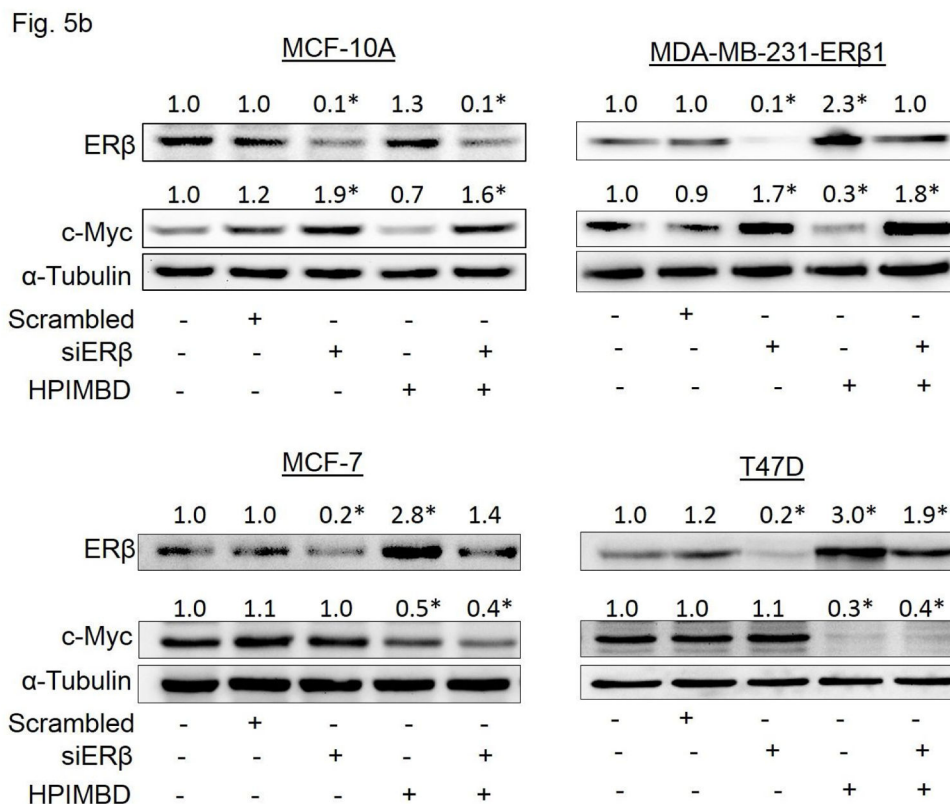 Fig. 5b
MCF-10A
1.0 1.0 0.1* 1.3 0.1*
ERβ
1.0 1.2 1.9* 0.7 1.6*
c-Myc
α-Tubulin
Scrambled - + - - -
siERβ - - + - +
HPIMBD - - - + +
MDA-MB-231-ERβ1
1.0 1.0 0.1* 2.3* 1.0
1.0 0.9 1.7* 0.3* 1.8*
- + - - -
- - + - +
- - - + +
MCF-7
1.0 1.0 0.2* 2.8* 1.4
ERβ
1.0 1.1 1.0 0.5* 0.4*
c-Myc
α-Tubulin
Scrambled - + - - -
siERβ - - + - +
HPIMBD - - - + +
T47D
1.0 1.2 0.2* 3.0* 1.9*
1.0 1.0 1.1 0.3* 0.4*
- + - - -
- - + - +
- - - + +